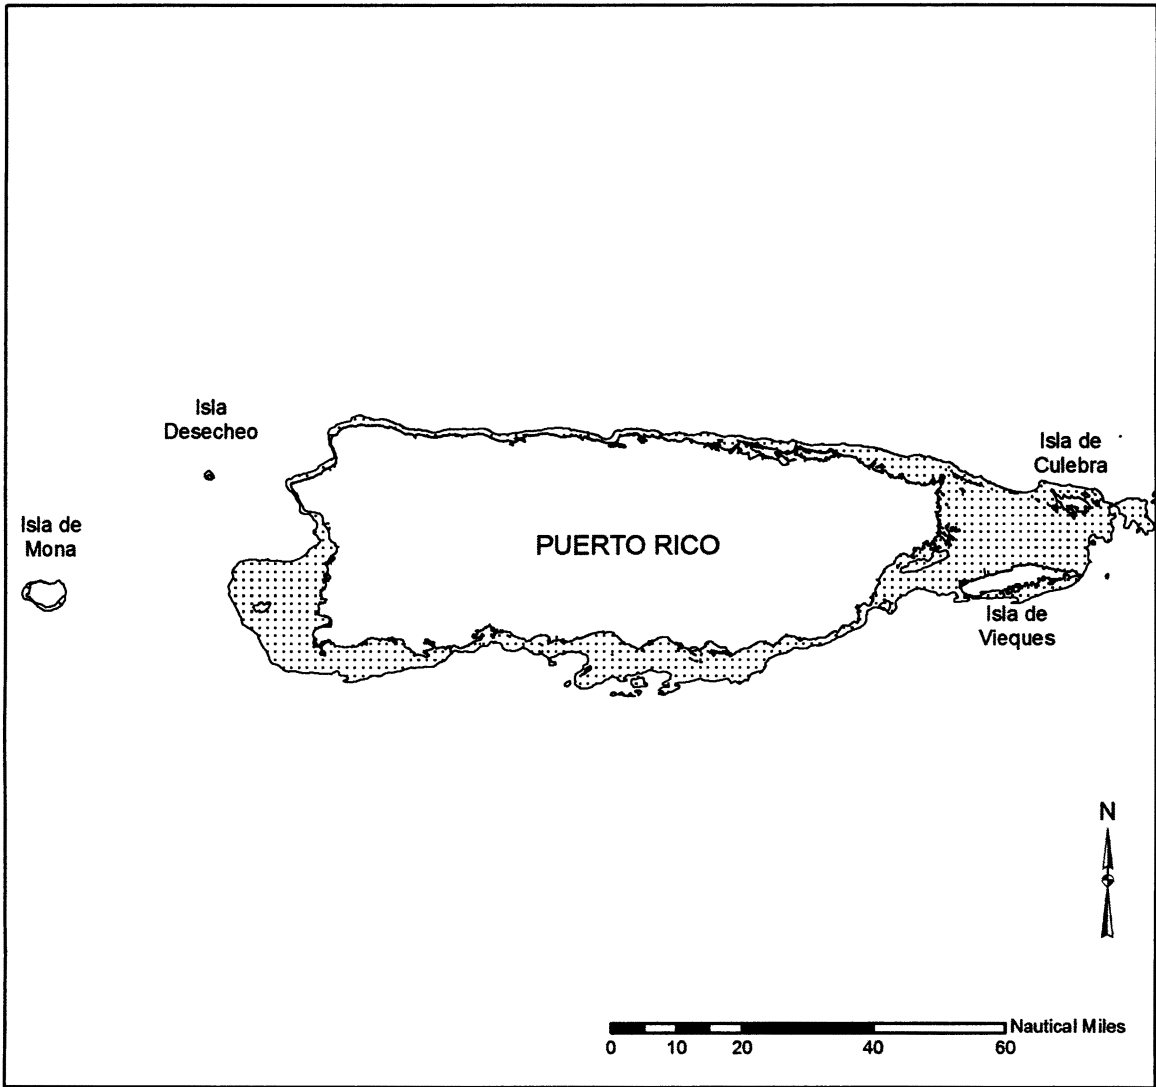 Isla
Desecheo
Isla de
Culebra
Isla de
Mona
PUERTO RICO
Isla de
Vieques
N
Nautical Miles
0 10 20 40 60